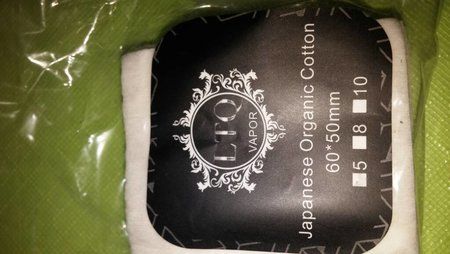 LTQ
VAPOR
Japanese Organic Cotton
60*50mm
5 8 10